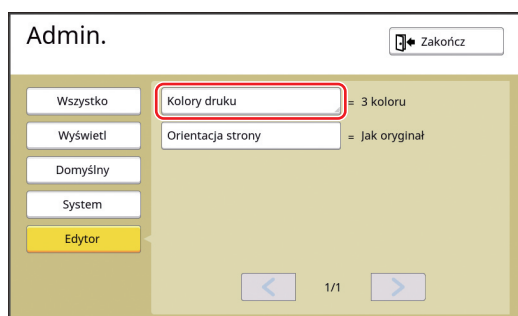 Admin.
Zakończ
Wszystko
Kolory druku = 3 koloru
Wyświetl
Orientacja strony = Jak oryginał
Domyślny
System
Edytor
< 1/1 >